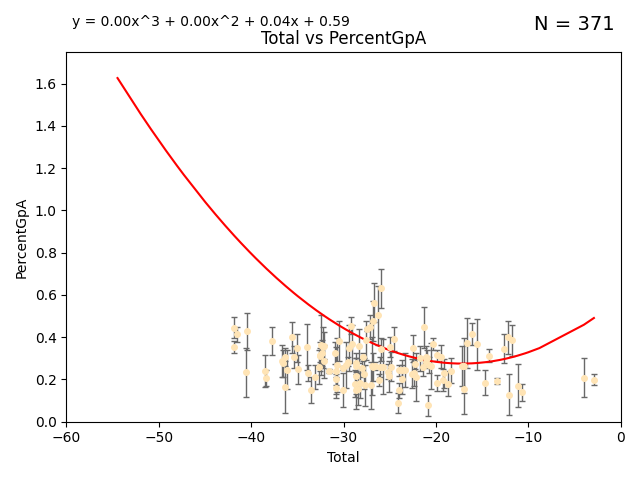 y = 0.00x^3 + 0.00x^2 + 0.04x + 0.59
N = 371
Total vs PercentGpA
PercentGpA
1.6
1.4
1.2
1.0
0.8
0.6
0.4
0.2
0.0
−60 −50 −40 −30 −20 −10 0
Total